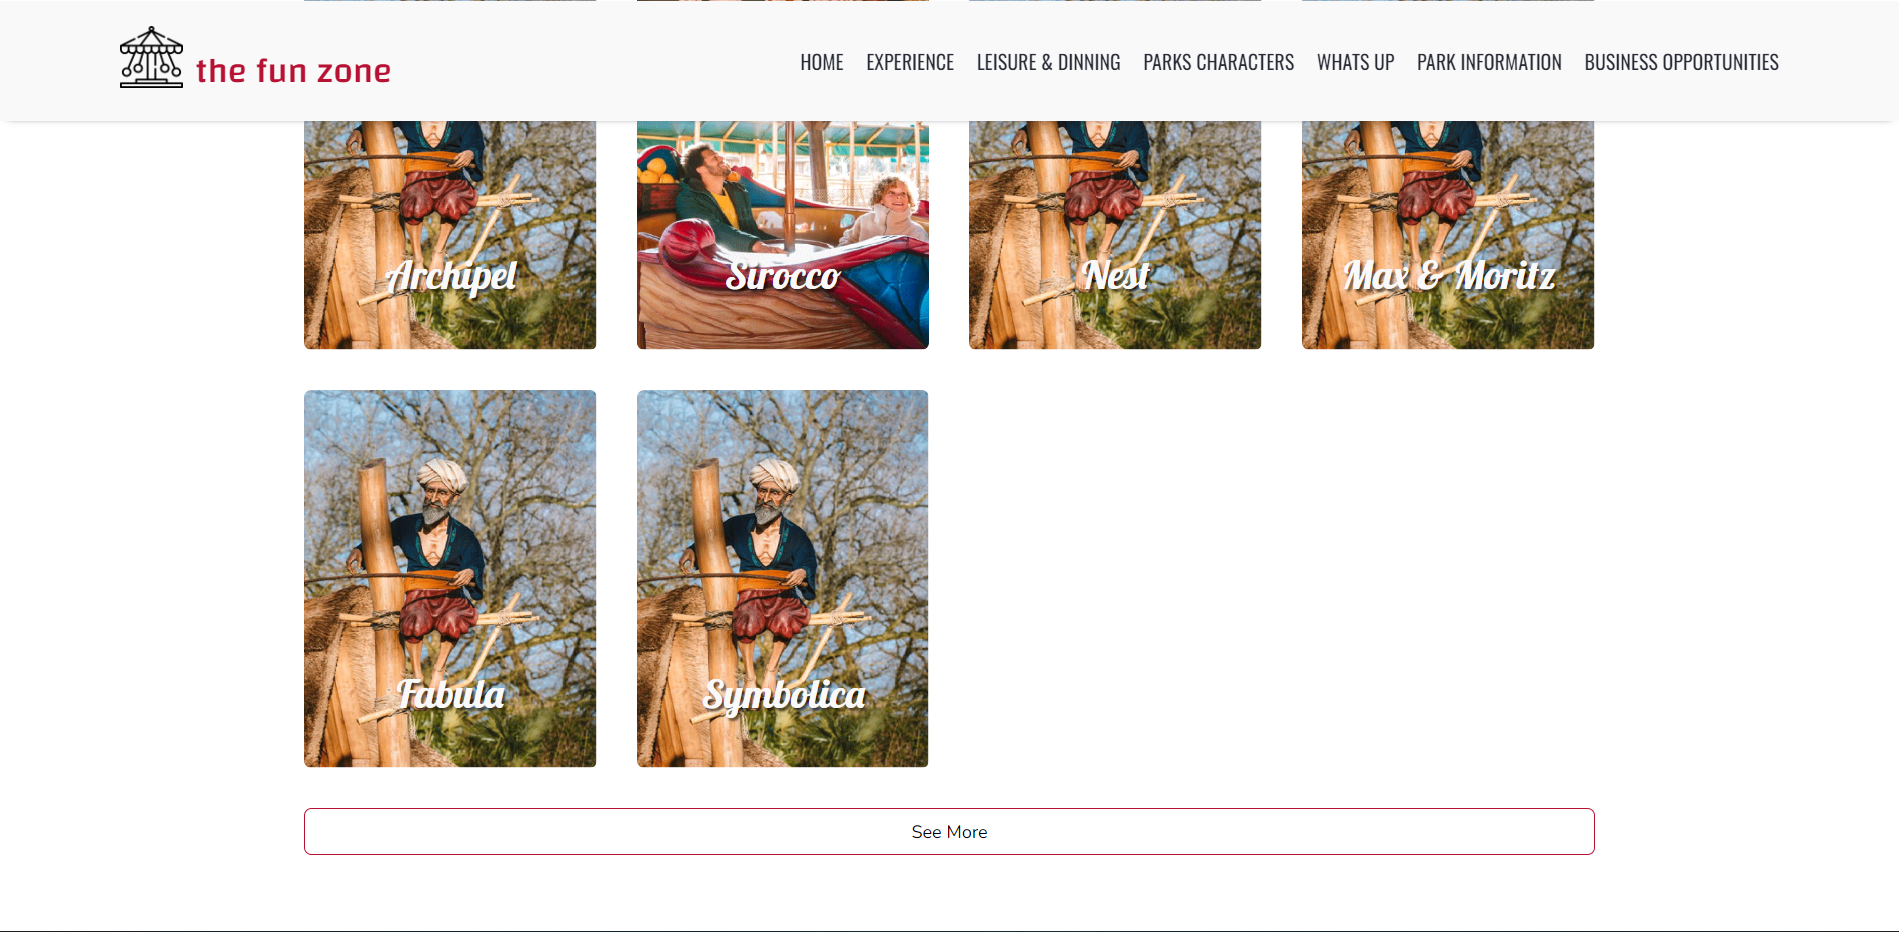 the fun zone
HOME EXPERIENCE LEISURE & DINNING PARKS CHARACTERS WHATS UP PARK INFORMATION BUSINESS OPPORTUNITIES
Archipel
Sirocco
Nest
Max & Moritz
Fabula
Symbolica
See More